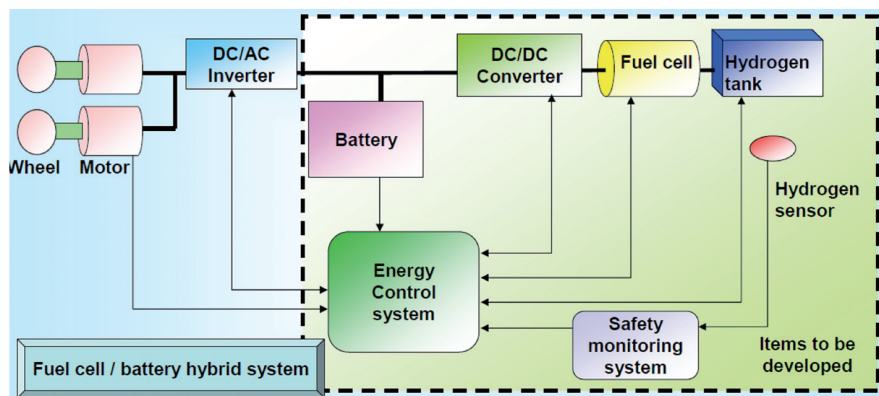 DC/AC
Inverter
DC/DC
Converter
Fuel cell
Hydrogen
tank
Battery
Wheel
Motor
Hydrogen
sensor
Energy
Control
system
Safety
monitoring
system
Items to be
developed
Fuel cell / battery hybrid system